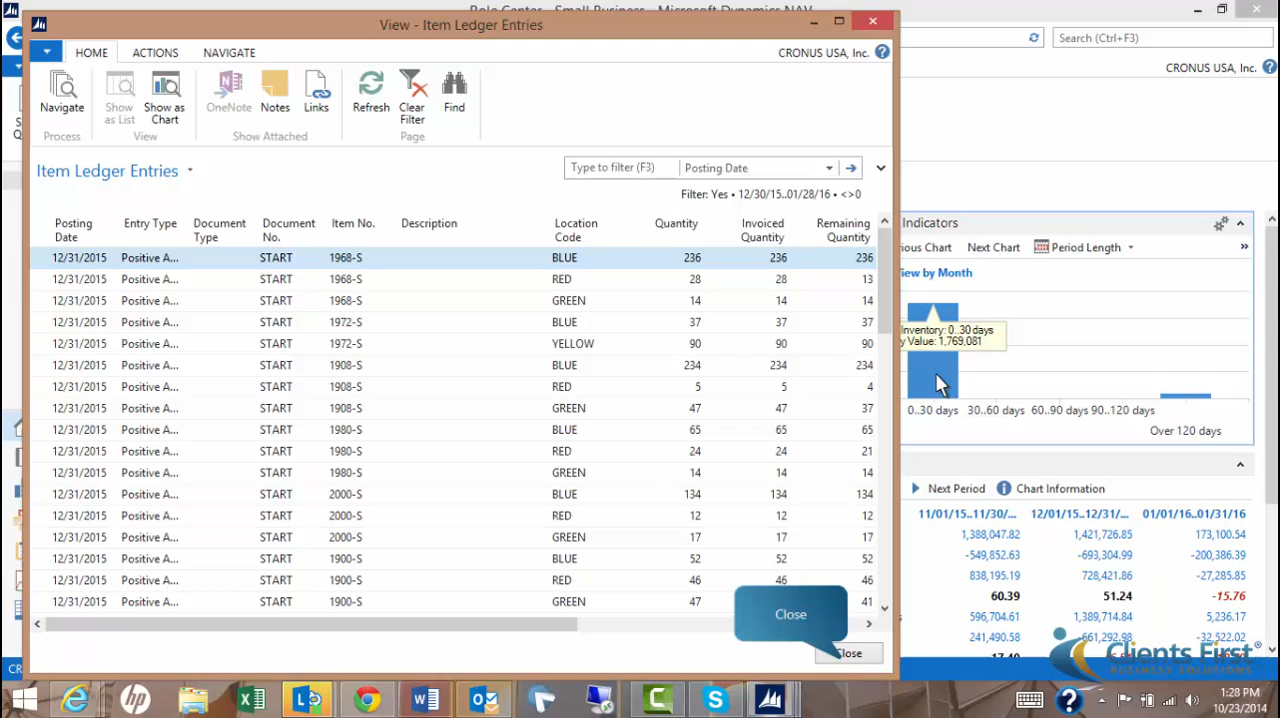 Role Center - Small Business - Microsoft Dynamics NAV
View - Item Ledger Entries
HOME ACTIONS NAVIGATE CRONUS USA, Inc.
Search (Ctrl+F3)
CRONUS USA, Inc.
Navigate
Show as List
Show as Chart
OneNote
Notes
Links
Refresh
Clear Filter
Find
Process View Show Attached Page
Item Ledger Entries
Type to filter (F3) Posting Date
Filter: Yes • 12/30/15..01/28/16 • <>0
Posting Date Entry Type Document Type Document No. Item No. Description Location Code Quantity Invoiced Quantity Remaining Quantity
12/31/2015 Positive A... START 1968-S BLUE 236 236 236
12/31/2015 Positive A... START 1968-S RED 28 28 13
12/31/2015 Positive A... START 1968-S GREEN 14 14 14
12/31/2015 Positive A... START 1972-S BLUE 37 37 37
12/31/2015 Positive A... START 1972-S YELLOW 90 90 90
12/31/2015 Positive A... START 1908-S BLUE 234 234 234
12/31/2015 Positive A... START 1908-S RED 5 5 4
12/31/2015 Positive A... START 1908-S GREEN 47 47 37
12/31/2015 Positive A... START 1980-S BLUE 65 65 65
12/31/2015 Positive A... START 1980-S RED 24 24 21
12/31/2015 Positive A... START 1980-S GREEN 14 14 14
12/31/2015 Positive A... START 2000-S BLUE 134 134 134
12/31/2015 Positive A... START 2000-S RED 12 12 12
12/31/2015 Positive A... START 2000-S GREEN 17 17 17
12/31/2015 Positive A... START 1900-S BLUE 52 52 52
12/31/2015 Positive A... START 1900-S RED 46 46 46
12/31/2015 Positive A... START 1900-S GREEN 47 41
Close
Close
Indicators
ious Chart Next Chart Period Length
iew by Month
Inventory: 0..30 days
y Value: 1,769,081
0..30 days 30..60 days 60..90 days 90..120 days
Over 120 days
Next Period Chart Information
11/01/15..11/30/... 12/01/15..12/31/... 01/01/16..01/31/16
1,388,047.82 1,421,726.85 173,100.54
-549,852.63 -693,304.99 -200,386.39
838,195.19 728,421.86 -27,285.85
60.39 51.24 -15.76
596,704.61 1,389,714.84 5,236.17
241,490.58 -661,292.98 -32,522.02
Clients First®
BUSINESS SOLUTIONS
1:28 PM
10/23/2014